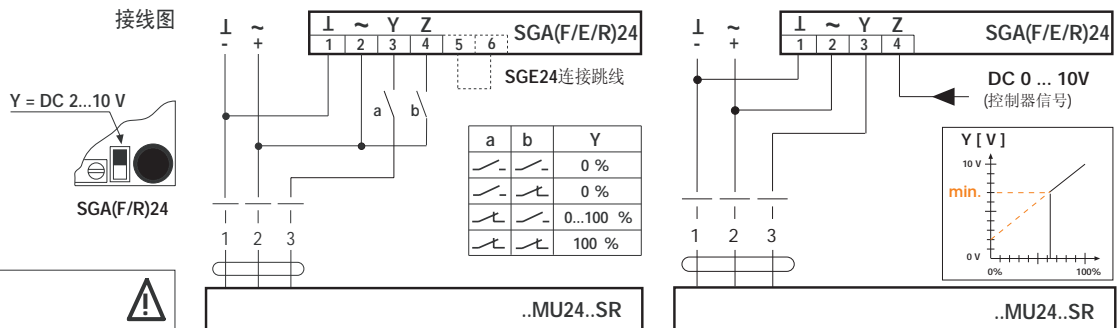 接线图
Y = DC 2...10 V
SGA(F/R)24
⊥ ~
- +
⊥ ~ Y Z
1 2 3 4 5 6
SGA(F/E/R)24
SGE24连接跳线
a b
a b Y
0 %
0 %
0...100 %
100 %
1 2 3
..MU24..SR
⊥ ~
- +
⊥ ~ Y Z
1 2 3 4
SGA(F/E/R)24
DC 0 ... 10V
(控制器信号)
Y [ V ]
10 V
min.
0 V
0% 100%
1 2 3
..MU24..SR